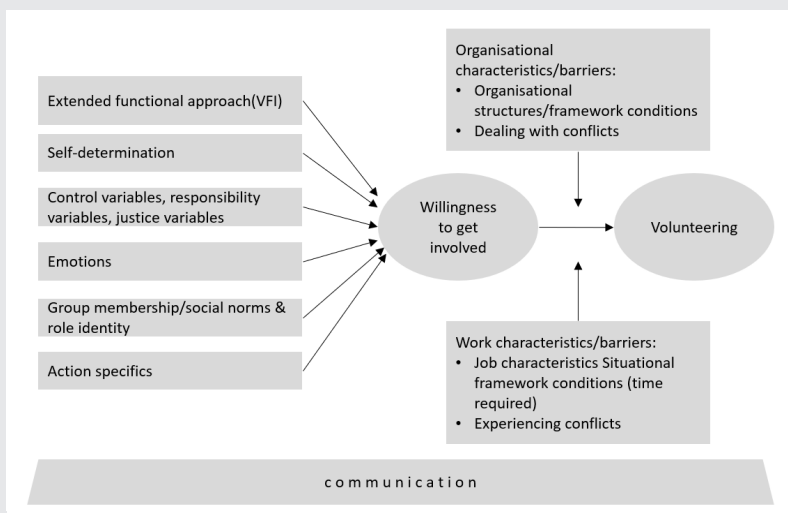 Extended functional approach(VFI)
Self-determination
Control variables, responsibility
variables, justice variables
Emotions
Group membership/social norms &
role identity
Action specifics
Willingness
to get
involved
Organisational
characteristics/barriers:
• Organisational
structures/framework conditions
• Dealing with conflicts
Volunteering
Work characteristics/barriers:
• Job characteristics Situational
framework conditions (time
required)
• Experiencing conflicts
communication